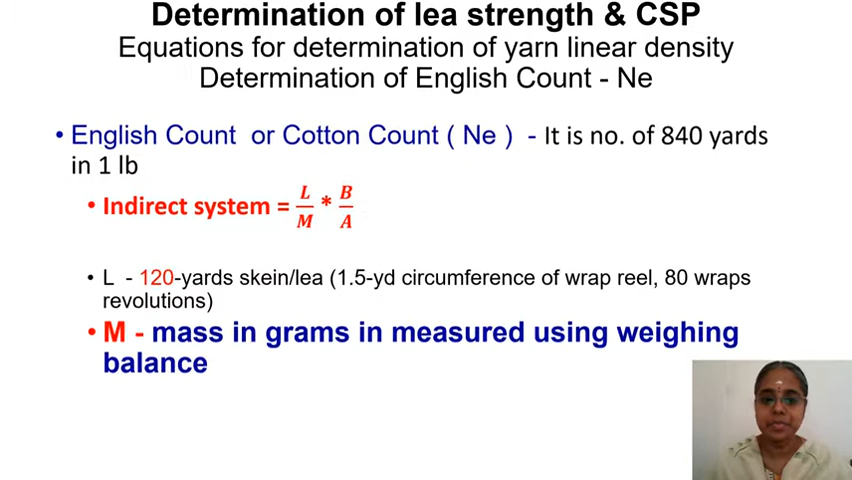 Determination of lea strength & CSP
Equations for determination of yarn linear density
Determination of English Count - Ne
• English Count or Cotton Count ( Ne ) - It is no. of 840 yards
in 1 lb
• Indirect system = L/M * B/A
• L - 120-yards skein/lea (1.5-yd circumference of wrap reel, 80 wraps
revolutions)
• M - mass in grams in measured using weighing
balance